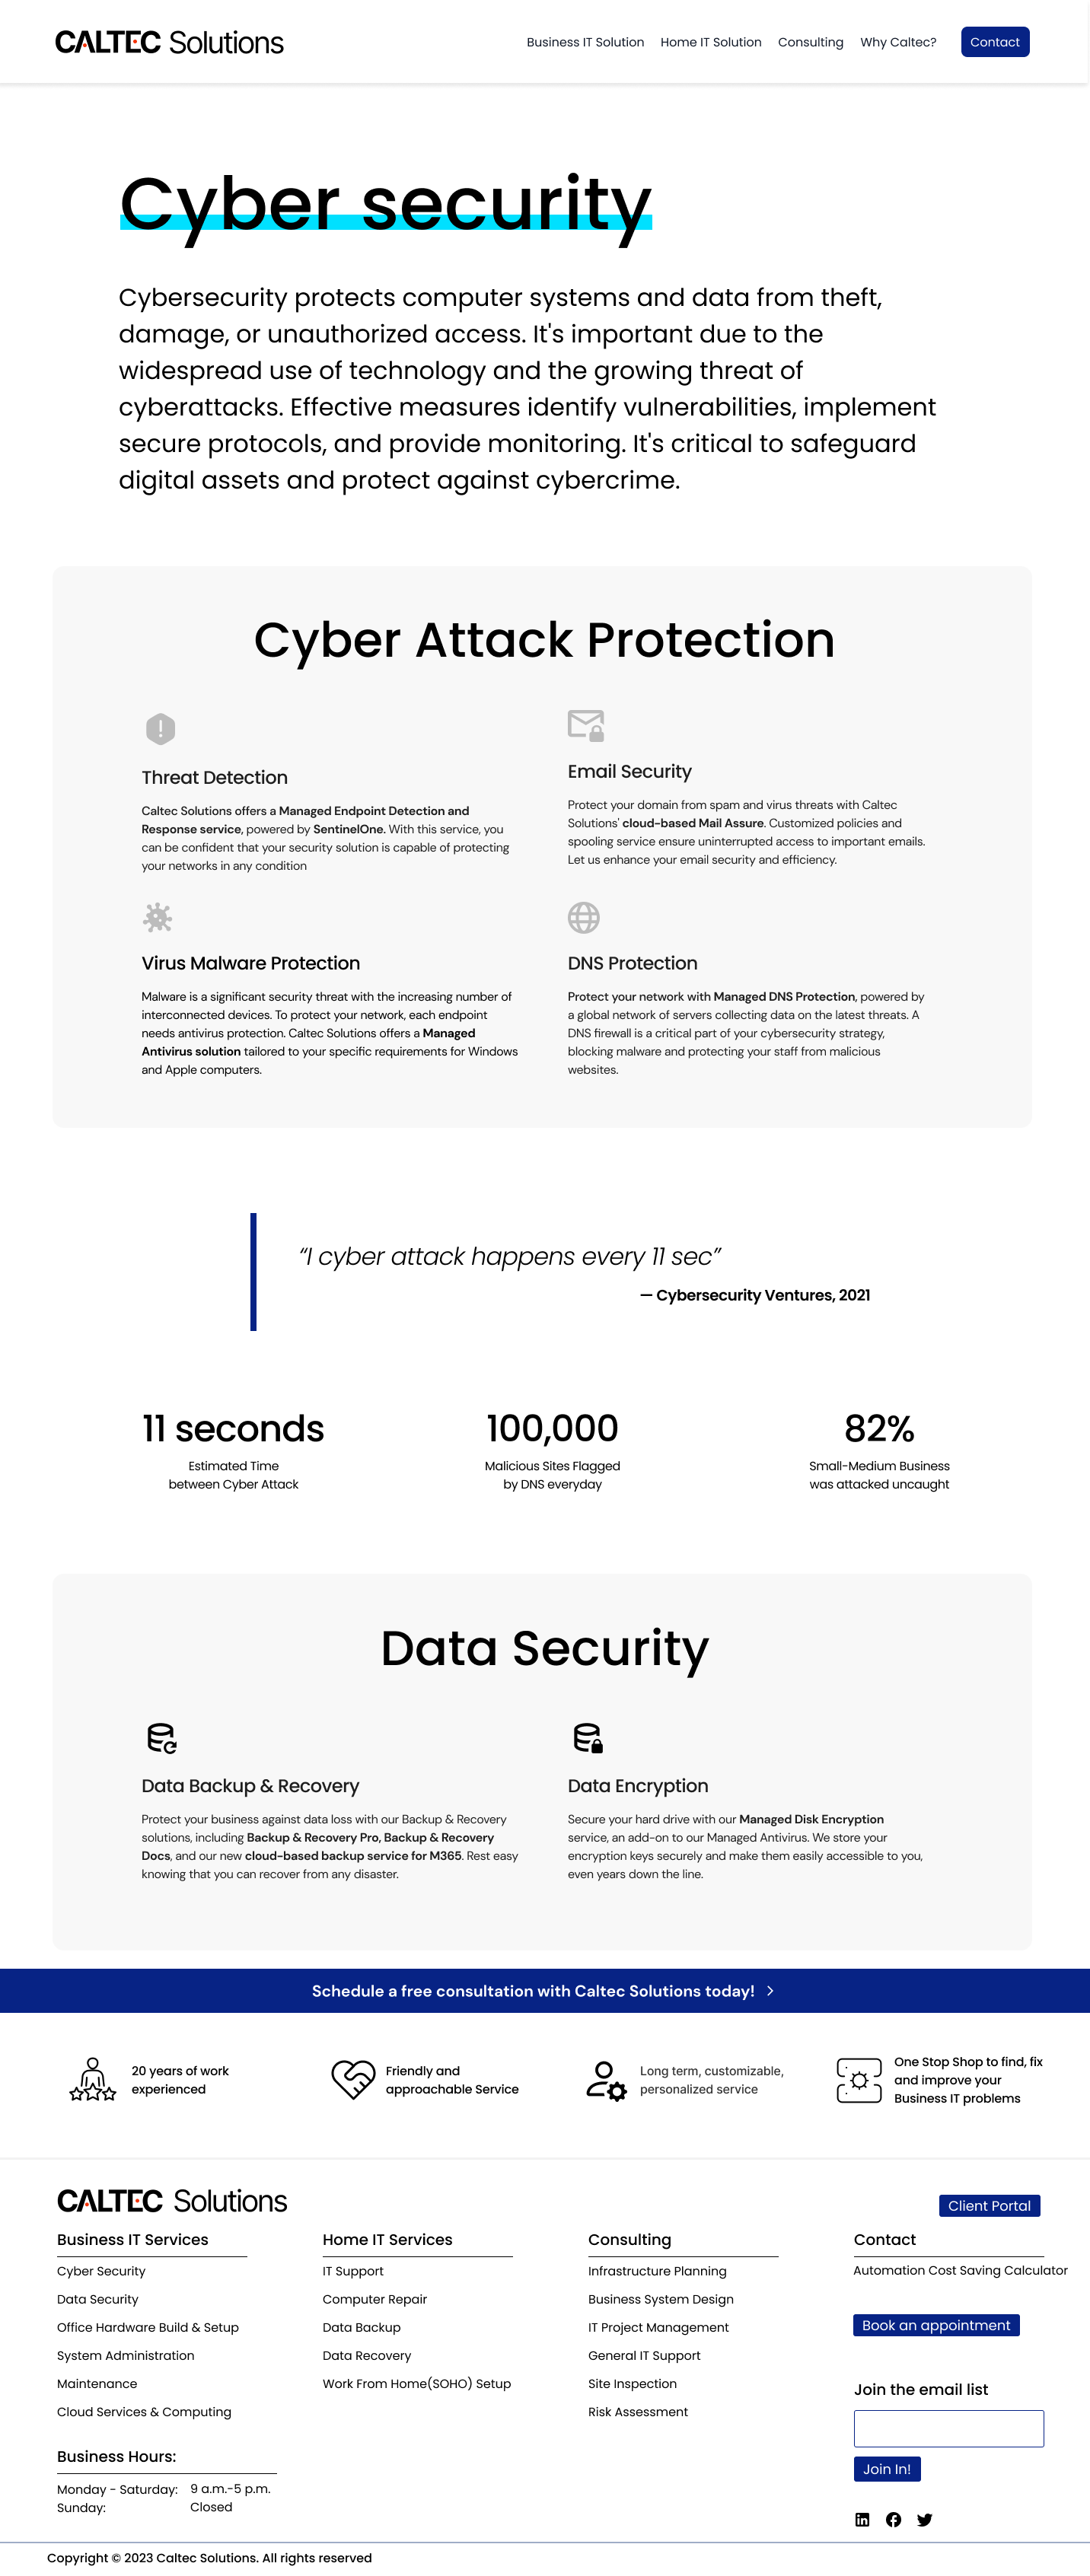 CALTEC Solutions
Business IT Solution
Home IT Solution
Consulting
Why Caltec?
Contact
Cyber security
Cybersecurity protects computer systems and data from theft,
damage, or unauthorized access. It's important due to the
widespread use of technology and the growing threat of
cyberattacks. Effective measures identify vulnerabilities, implement
secure protocols, and provide monitoring. It's critical to safeguard
digital assets and protect against cybercrime.
Cyber Attack Protection
Threat Detection
Caltec Solutions offers a Managed Endpoint Detection and
Response service, powered by SentinelOne. With this service, you
can be confident that your security solution is capable of protecting
your networks in any condition
Email Security
Protect your domain from spam and virus threats with Caltec
Solutions' cloud-based Mail Assure. Customized policies and
spooling service ensure uninterrupted access to important emails.
Let us enhance your email security and efficiency.
Virus Malware Protection
Malware is a significant security threat with the increasing number of
interconnected devices. To protect your network, each endpoint
needs antivirus protection. Caltec Solutions offers a Managed
Antivirus solution tailored to your specific requirements for Windows
and Apple computers.
DNS Protection
Protect your network with Managed DNS Protection, powered by
a global network of servers collecting data on the latest threats. A
DNS firewall is a critical part of your cybersecurity strategy,
blocking malware and protecting your staff from malicious
websites.
“I cyber attack happens every 11 sec”
— Cybersecurity Ventures, 2021
11 seconds
Estimated Time
between Cyber Attack
100,000
Malicious Sites Flagged
by DNS everyday
82%
Small-Medium Business
was attacked uncaught
Data Security
Data Backup & Recovery
Protect your business against data loss with our Backup & Recovery
solutions, including Backup & Recovery Pro, Backup & Recovery
Docs, and our new cloud-based backup service for M365. Rest easy
knowing that you can recover from any disaster.
Data Encryption
Secure your hard drive with our Managed Disk Encryption
service, an add-on to our Managed Antivirus. We store your
encryption keys securely and make them easily accessible to you,
even years down the line.
Schedule a free consultation with Caltec Solutions today!
20 years of work
experienced
Friendly and
approachable Service
Long term, customizable,
personalized service
One Stop Shop to find, fix
and improve your
Business IT problems
CALTEC Solutions
Client Portal
Business IT Services
Cyber Security
Data Security
Office Hardware Build & Setup
System Administration
Maintenance
Cloud Services & Computing
Home IT Services
IT Support
Computer Repair
Data Backup
Data Recovery
Work From Home(SOHO) Setup
Consulting
Infrastructure Planning
Business System Design
IT Project Management
General IT Support
Site Inspection
Risk Assessment
Contact
Automation Cost Saving Calculator
Book an appointment
Join the email list
Join In!
Business Hours:
Monday - Saturday: 9 a.m.-5 p.m.
Sunday: Closed
Copyright © 2023 Caltec Solutions. All rights reserved